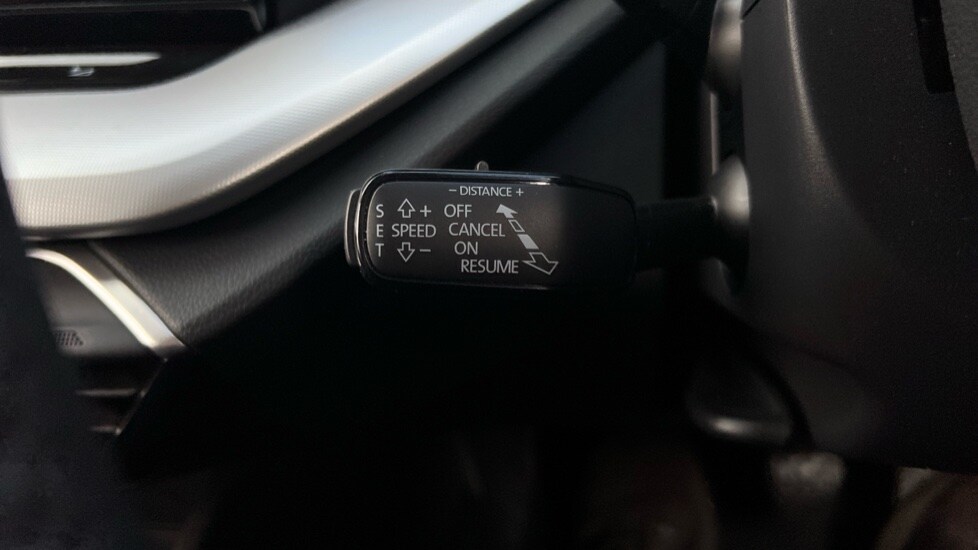 − DISTANCE +
S + OFF
E SPEED CANCEL
T − ON
RESUME